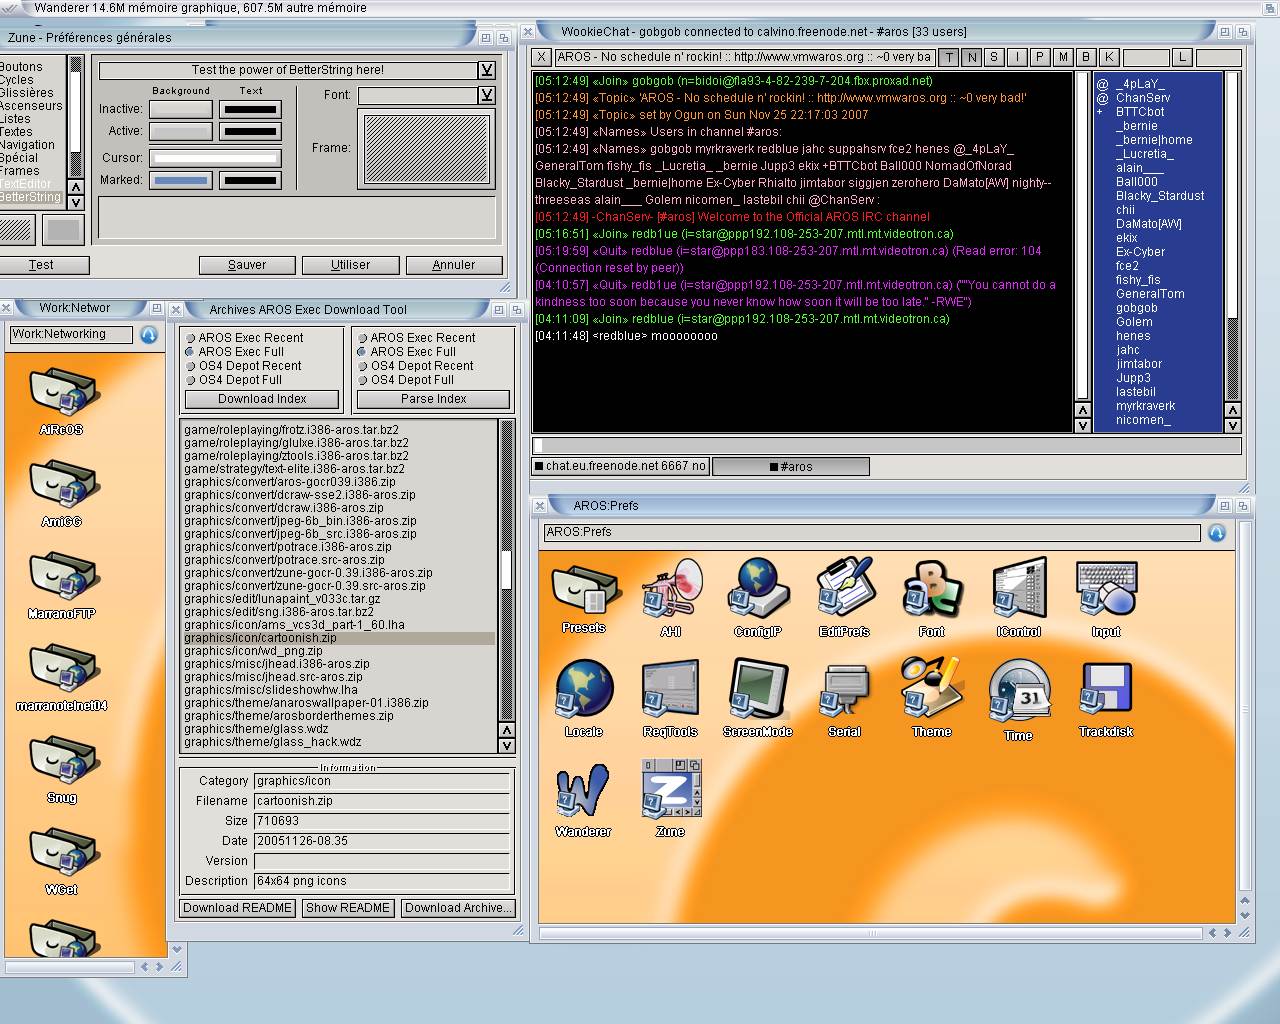 Wanderer 14.6M mémoire graphique, 607.5M autre mémoire
Zune - Préférences générales
Boutons
Cycles
Glissières
Ascenseurs
Listes
Textes
Navigation
Spécial
Frames
TextEditor
BetterString
Test the power of BetterString here!
Background Text
Inactive:
Active:
Cursor:
Marked:
Font:
Frame:
Test
Sauver
Utiliser
Annuler
WookieChat - gobgob connected to calvino.freenode.net - #aros [33 users]
X AROS - No schedule n' rockin! :: http://www.vmwaros.org :: ~0 very ba T N S I P M B K L
[05:12:49] «Join» gobgob (n=bidoi@fla93-4-82-239-7-204.fbx.proxad.net)
[05:12:49] «Topic» 'AROS - No schedule n' rockin! :: http://www.vmwaros.org :: ~0 very bad!'
[05:12:49] «Topic» set by Ogun on Sun Nov 25 22:17:03 2007
[05:12:49] «Names» Users in channel #aros:
[05:12:49] «Names» gobgob myrkraverk redblue jahc suppahsrv fce2 henes @_4pLaY_
GeneralTom fishy_fis _Lucretia_ _bernie Jupp3 ekix +BTTCbot Ball000 NomadOfNorad
Blacky_Stardust _bernie|home Ex-Cyber Rhialto jimtabor siggjen zerohero DaMato[AW] nighty--
threeseas alain___ Golem nicomen_ lastebil chii @ChanServ :
[05:12:49] -ChanServ- [#aros] Welcome to the Official AROS IRC channel
[05:16:51] «Join» redb1ue (i=star@ppp192.108-253-207.mtl.mt.videotron.ca)
[05:19:59] «Quit» redblue (i=star@ppp183.108-253-207.mtl.mt.videotron.ca) (Read error: 104
(Connection reset by peer))
[04:10:57] «Quit» redb1ue (i=star@ppp192.108-253-207.mtl.mt.videotron.ca) (""You cannot do a
kindness too soon because you never know how soon it will be too late." -RWE")
[04:11:09] «Join» redblue (i=star@ppp192.108-253-207.mtl.mt.videotron.ca)
[04:11:48] <redblue> moooooooo
@ _4pLaY_
@ ChanServ
+ BTTCbot
_bernie
_bernie|home
_Lucretia_
alain___
Ball000
Blacky_Stardust
chii
DaMato[AW]
ekix
Ex-Cyber
fce2
fishy_fis
GeneralTom
gobgob
Golem
henes
jahc
jimtabor
Jupp3
lastebil
myrkraverk
nicomen_
chat.eu.freenode.net 6667 no
#aros
Work:Networ
Work:Networking
AiRcOS
AmiGG
MarranoFTP
marranotelnet04
Snug
WGet
Archives AROS Exec Download Tool
AROS Exec Recent
AROS Exec Full
OS4 Depot Recent
OS4 Depot Full
Download Index
AROS Exec Recent
AROS Exec Full
OS4 Depot Recent
OS4 Depot Full
Parse Index
game/roleplaying/frotz.i386-aros.tar.bz2
game/roleplaying/glulxe.i386-aros.tar.bz2
game/roleplaying/ztools.i386-aros.tar.bz2
game/strategy/text-elite.i386-aros.tar.bz2
graphics/convert/aros-gocr039.i386.zip
graphics/convert/dcraw-sse2.i386-aros.zip
graphics/convert/dcraw.i386-aros.zip
graphics/convert/jpeg-6b_bin.i386-aros.zip
graphics/convert/jpeg-6b_src.i386-aros.zip
graphics/convert/potrace.i386-aros.zip
graphics/convert/potrace.src-aros.zip
graphics/convert/zune-gocr-0.39.i386-aros.zip
graphics/convert/zune-gocr-0.39.src-aros.zip
graphics/edit/lunapaint_v033c.tar.gz
graphics/edit/sng.i386-aros.tar.bz2
graphics/icon/ams_vcs3d_part-1_60.lha
graphics/icon/cartoonish.zip
graphics/icon/wd_png.zip
graphics/misc/jhead.i386-aros.zip
graphics/misc/jhead.src-aros.zip
graphics/misc/slideshowhw.lha
graphics/theme/anaroswallpaper-01.i386.zip
graphics/theme/arosborderthemes.zip
graphics/theme/glass.wdz
graphics/theme/glass_hack.wdz
Information
Category graphics/icon
Filename cartoonish.zip
Size 710693
Date 20051126-08.35
Version
Description 64x64 png icons
Download README
Show README
Download Archive...
AROS:Prefs
AROS:Prefs
Presets
AHI
ConfigIP
EditPrefs
Font
IControl
Input
Locale
ReqTools
ScreenMode
Serial
Theme
31
Time
Trackdisk
Wanderer
Zune